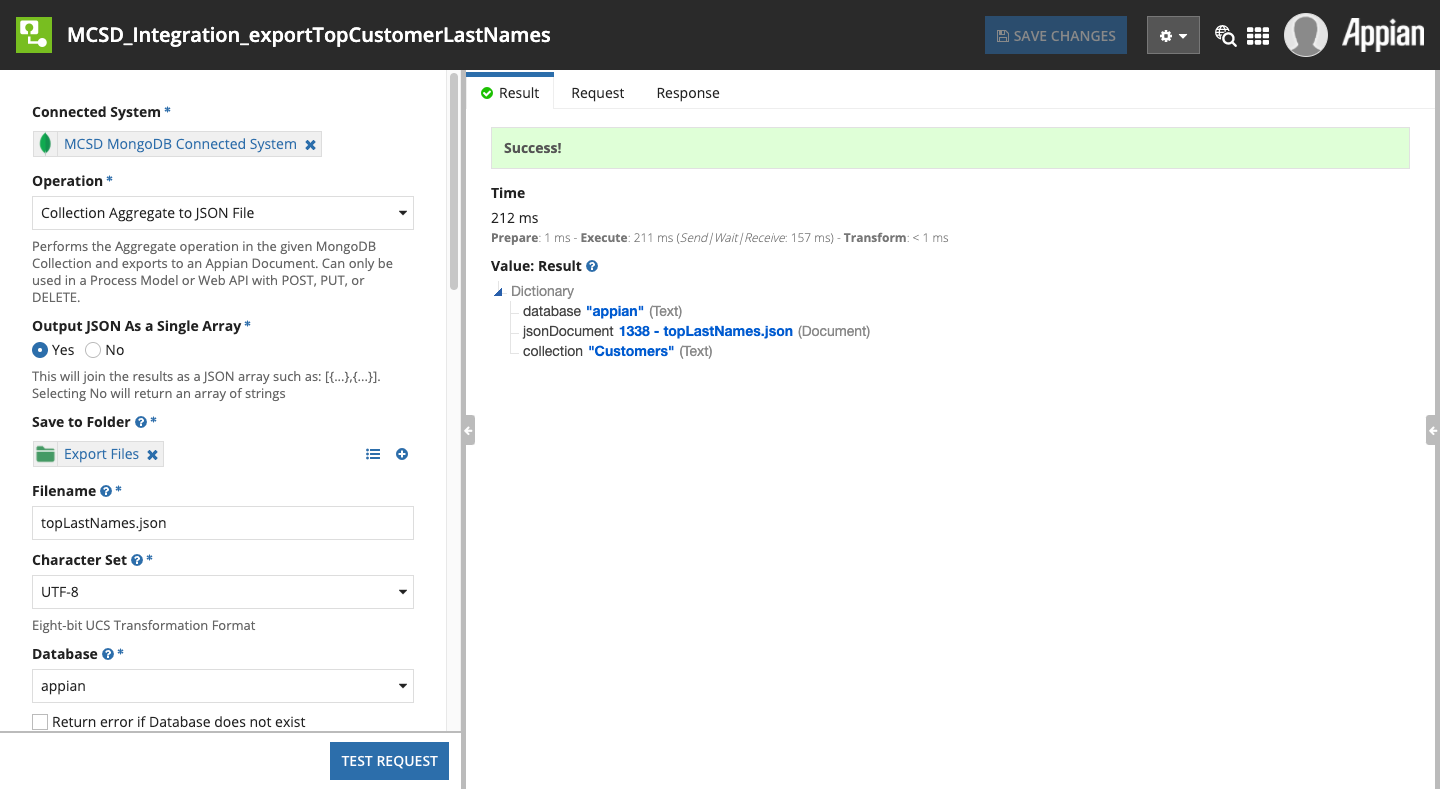 MCSD_Integration_exportTopCustomerLastNames
SAVE CHANGES
Appian
Connected System *
MCSD MongoDB Connected System
Operation *
Collection Aggregate to JSON File
Performs the Aggregate operation in the given MongoDB
Collection and exports to an Appian Document. Can only be
used in a Process Model or Web API with POST, PUT, or
DELETE.
Output JSON As a Single Array *
Yes No
This will join the results as a JSON array such as: [{...},{...}].
Selecting No will return an array of strings
Save to Folder *
Export Files
Filename *
topLastNames.json
Character Set *
UTF-8
Eight-bit UCS Transformation Format
Database *
appian
Return error if Database does not exist
TEST REQUEST
Result Request Response
Success!
Time
212 ms
Prepare: 1 ms - Execute: 211 ms (Send|Wait|Receive: 157 ms) - Transform: < 1 ms
Value: Result
Dictionary
database "appian" (Text)
jsonDocument 1338 - topLastNames.json (Document)
collection "Customers" (Text)